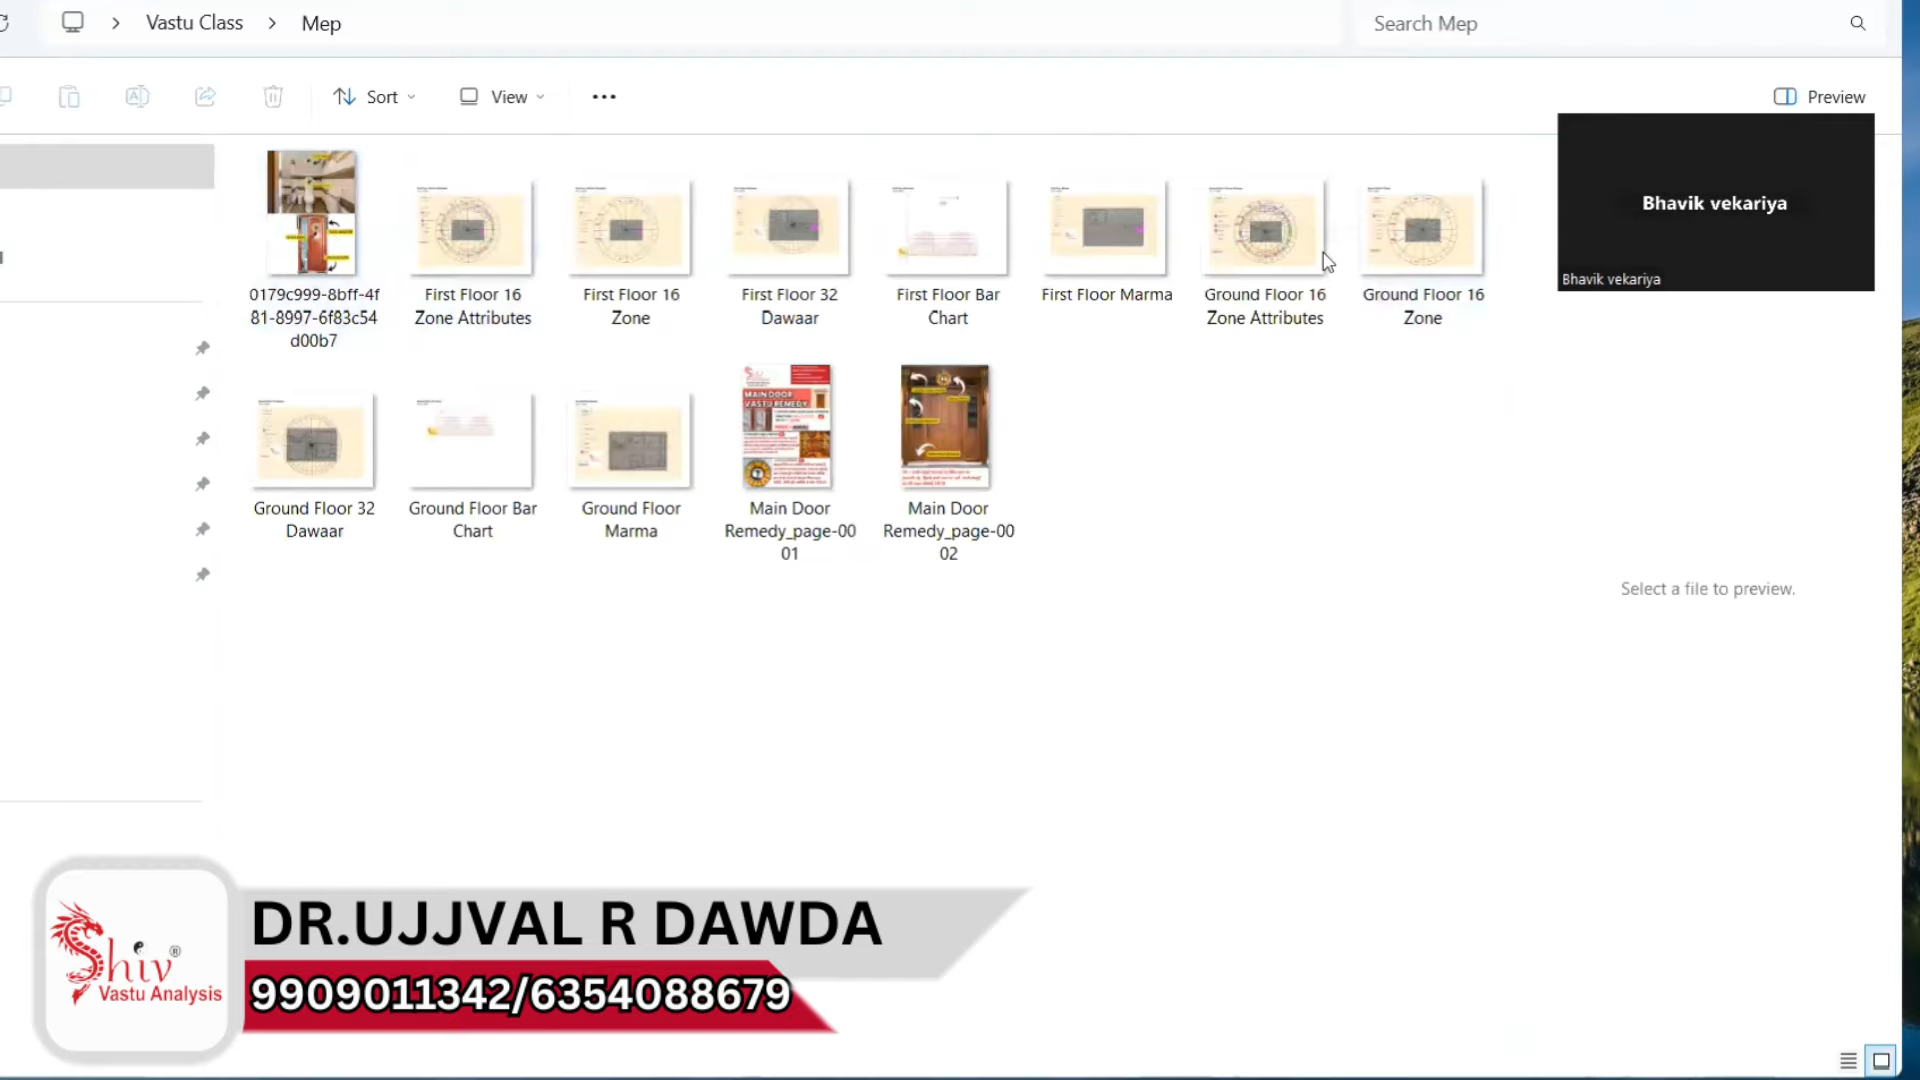 Vastu Class > Mep
Search Mep
Sort
View
Preview
0179c999-8bff-4f
81-8997-6f83c54
d00b7
First Floor 16
Zone Attributes
First Floor 16
Zone
First Floor 32
Dawaar
First Floor Bar
Chart
First Floor Marma
Ground Floor 16
Zone Attributes
Ground Floor 16
Zone
Bhavik vekariya
Bhavik vekariya
MAIN DOOR
VASTU REMEDY
Ground Floor 32
Dawaar
Ground Floor Bar
Chart
Ground Floor
Marma
Main Door
Remedy_page-00
01
Main Door
Remedy_page-00
02
Select a file to preview.
Shiv ®
Vastu Analysis
DR.UJJVAL R DAWDA
9909011342/6354088679